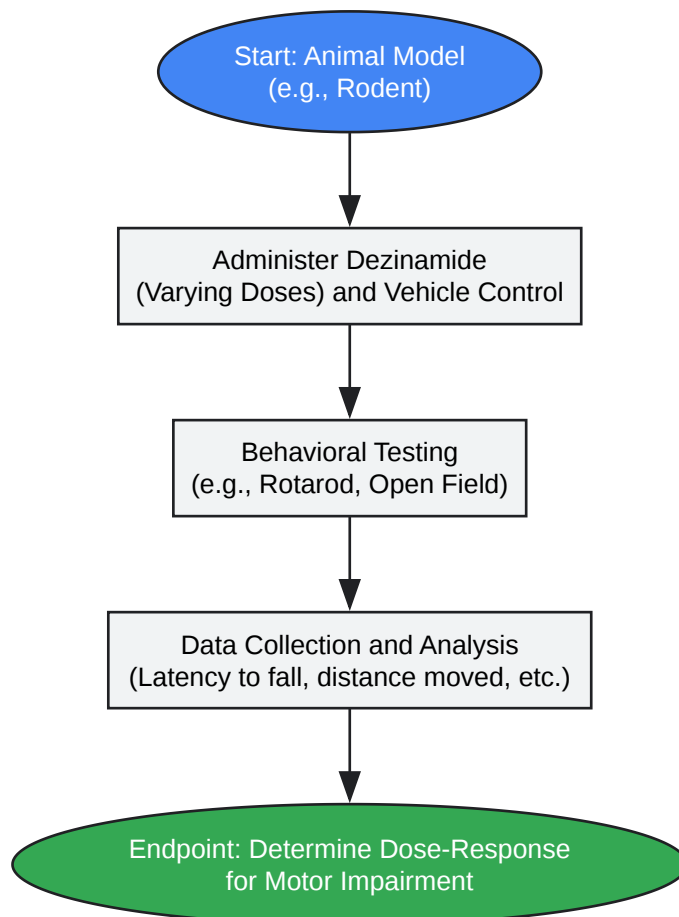 Start: Animal Model
(e.g., Rodent)
Administer Dezinamide
(Varying Doses) and Vehicle Control
Behavioral Testing
(e.g., Rotarod, Open Field)
Data Collection and Analysis
(Latency to fall, distance moved, etc.)
Endpoint: Determine Dose-Response
for Motor Impairment